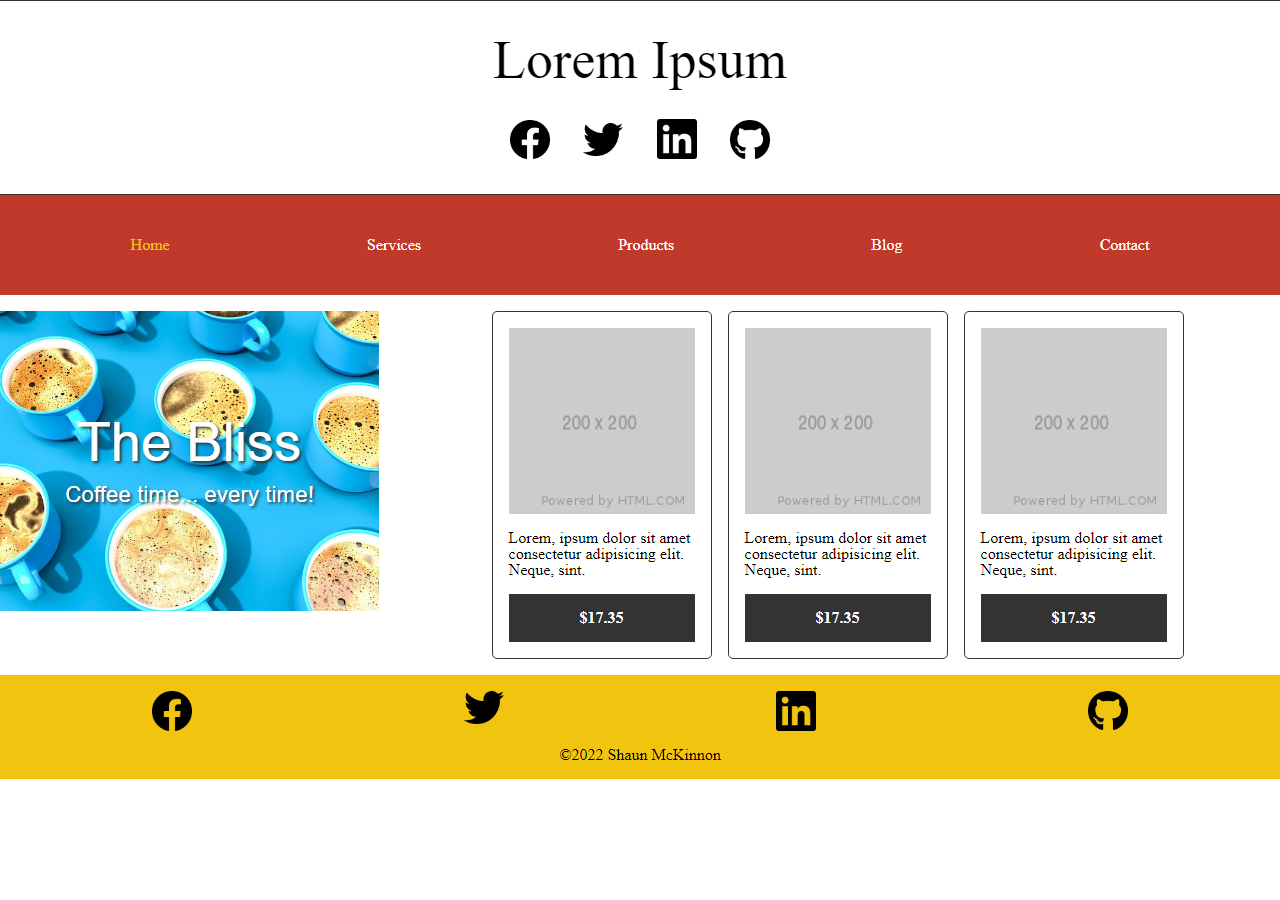 Lorem Ipsum
Home Services Products Blog Contact
The Bliss
Coffee time... every time!
200 x 200
Powered by HTML.COM
Lorem, ipsum dolor sit amet
consectetur adipisicing elit.
Neque, sint.
$17.35
200 x 200
Powered by HTML.COM
Lorem, ipsum dolor sit amet
consectetur adipisicing elit.
Neque, sint.
$17.35
200 x 200
Powered by HTML.COM
Lorem, ipsum dolor sit amet
consectetur adipisicing elit.
Neque, sint.
$17.35
©2022 Shaun McKinnon